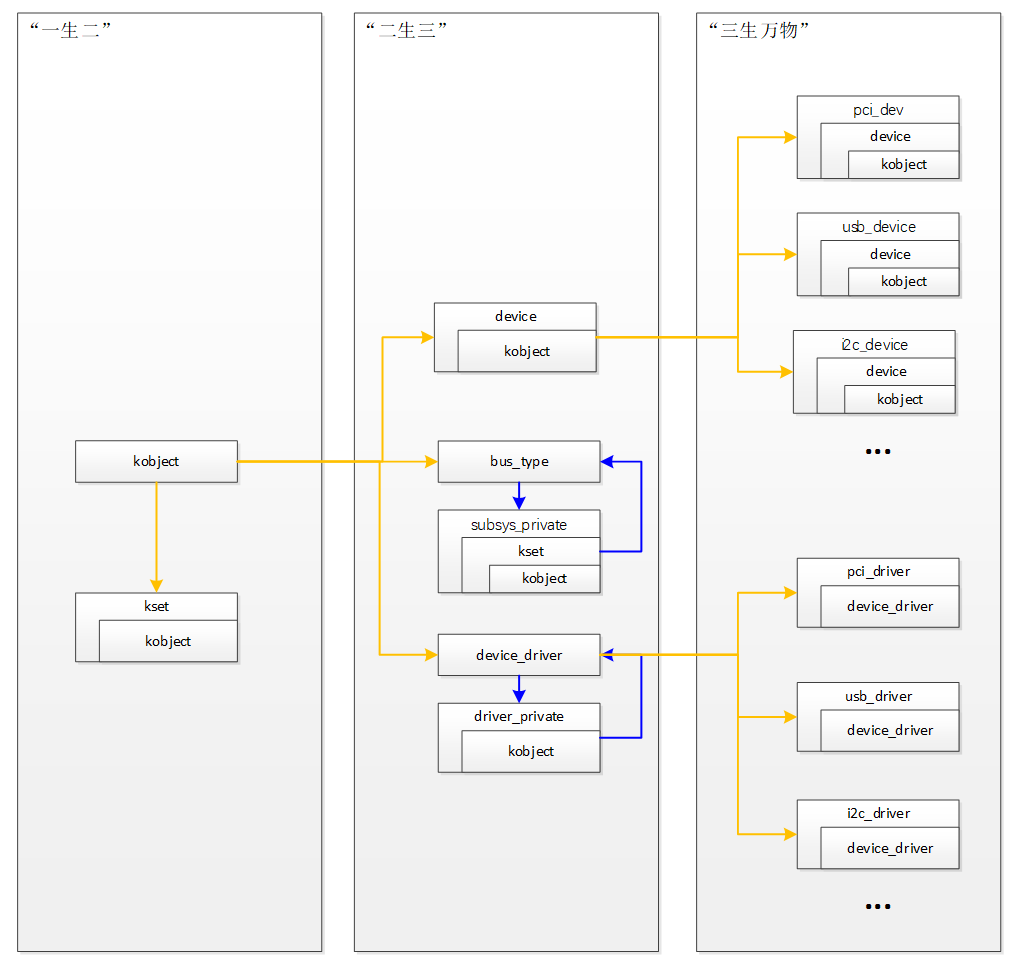 “一生二”
kobject
kset
kobject
“二生三”
device
kobject
bus_type
subsys_private
kset
kobject
device_driver
driver_private
kobject
“三生万物”
pci_dev
device
kobject
usb_device
device
kobject
i2c_device
device
kobject
...
pci_driver
device_driver
usb_driver
device_driver
i2c_driver
device_driver
...